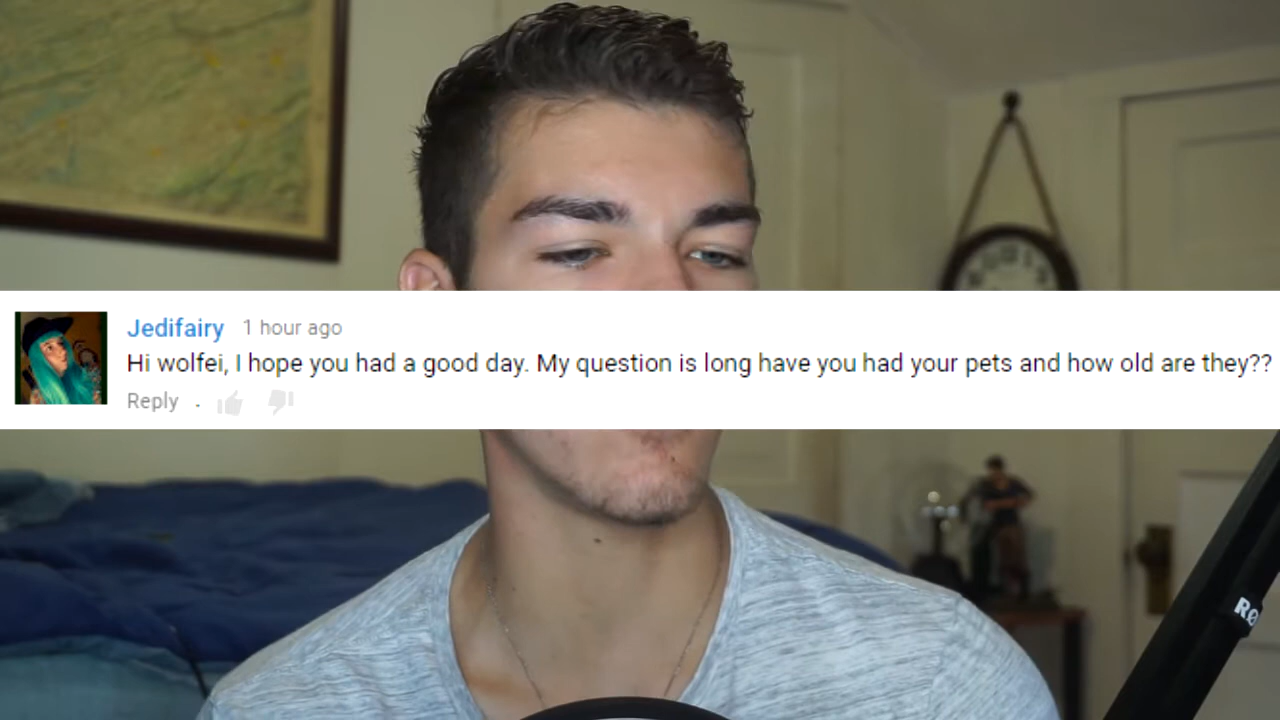 Jedifairy 1 hour ago
Hi wolfei, I hope you had a good day. My question is long have you had your pets and how old are they??
Reply .